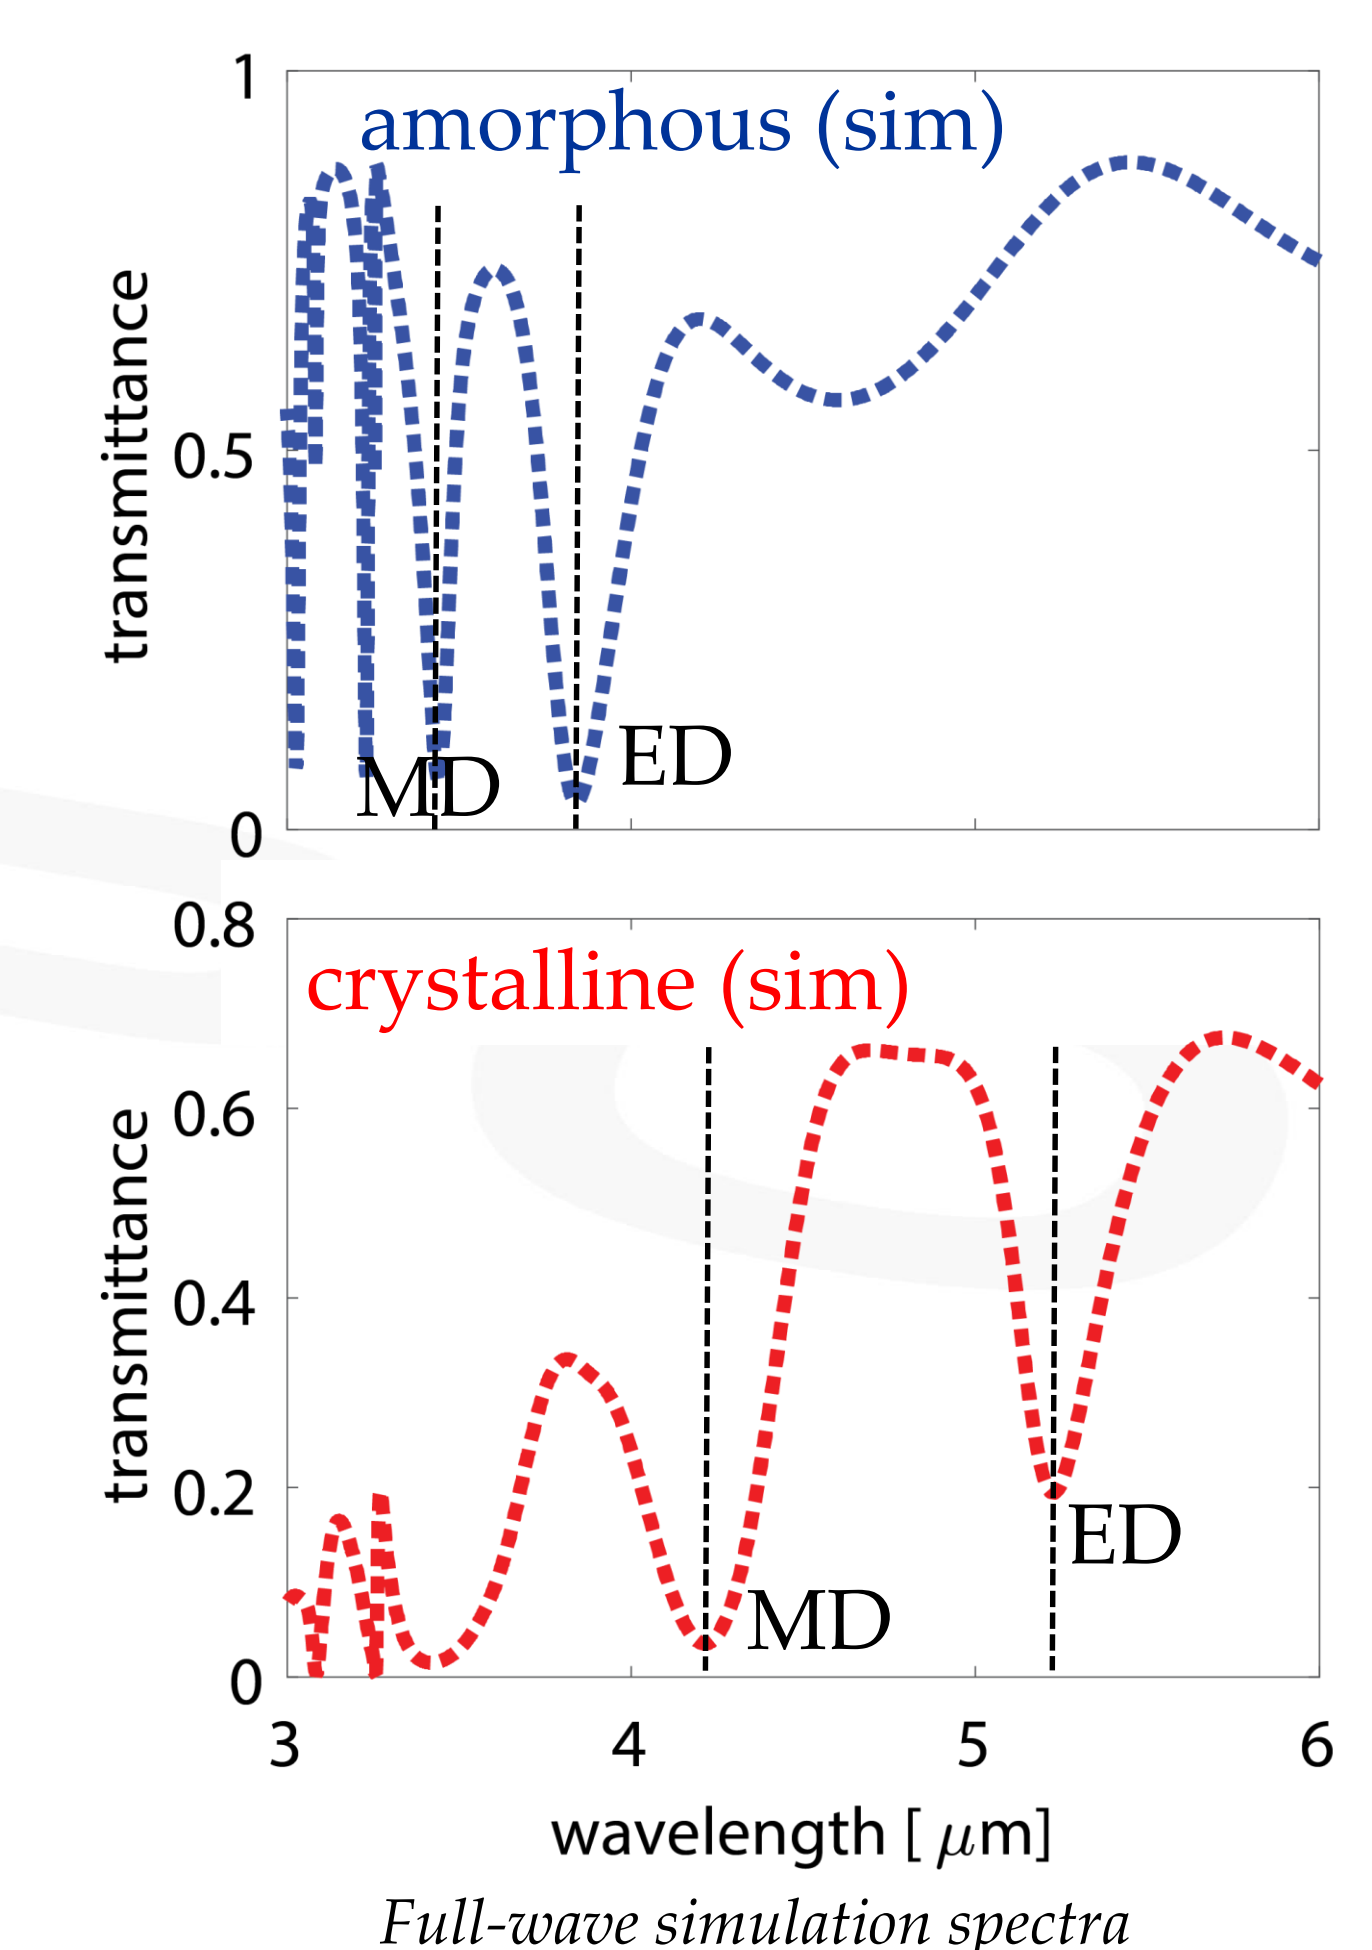 1
amorphous (sim)
transmittance
0.5
ED
MD
0
0.8
crystalline (sim)
transmittance
0.6
0.4
0.2
ED
MD
0
3 4 5 6
wavelength [ μm]
Full-wave simulation spectra